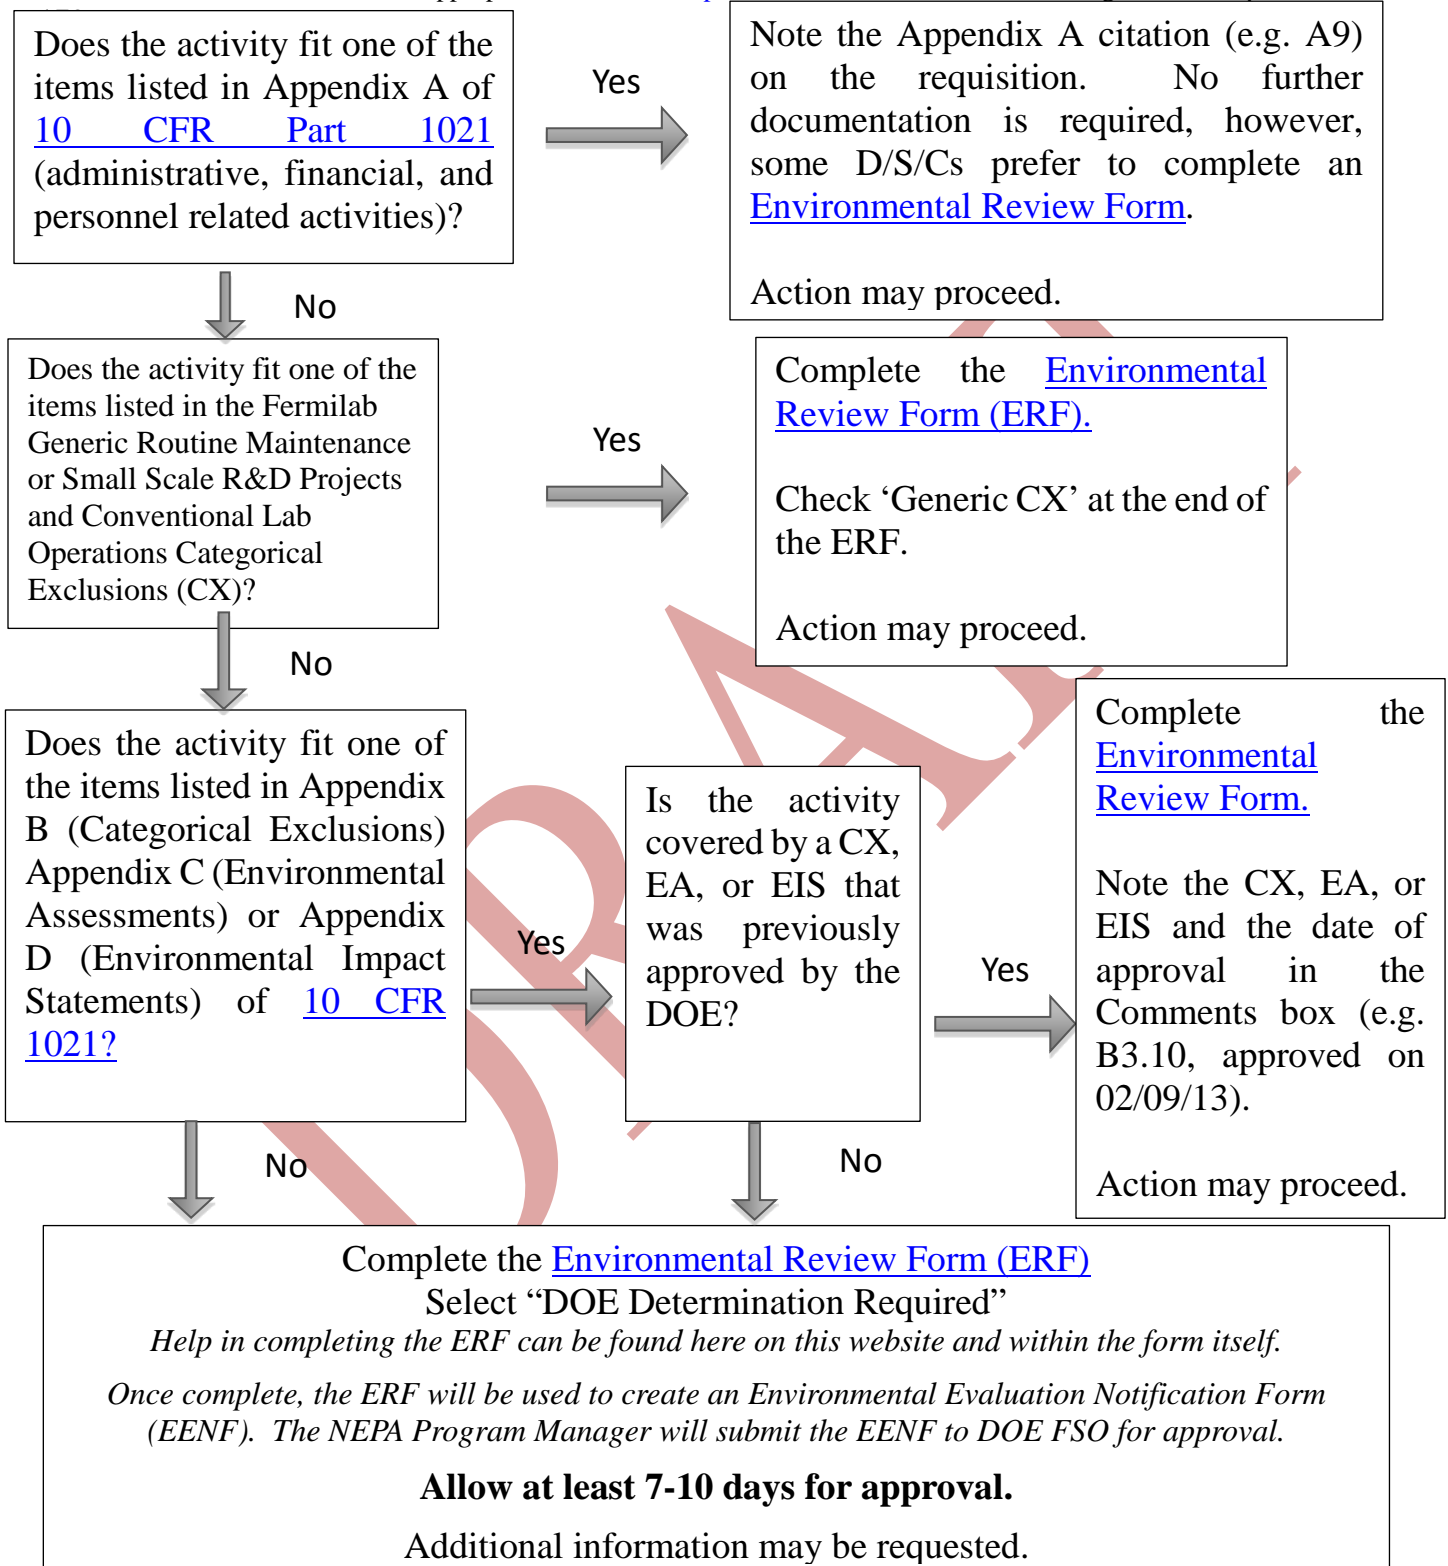 Does the activity fit one of the
items listed in Appendix A of
10 CFR Part 1021
(administrative, financial, and
personnel related activities)?
Yes
Note the Appendix A citation (e.g. A9)
on the requisition. No further
documentation is required, however,
some D/S/Cs prefer to complete an
Environmental Review Form.
Action may proceed.
No
Does the activity fit one of the
items listed in the Fermilab
Generic Routine Maintenance
or Small Scale R&D Projects
and Conventional Lab
Operations Categorical
Exclusions (CX)?
Yes
Complete the Environmental
Review Form (ERF).
Check ‘Generic CX’ at the end of
the ERF.
Action may proceed.
No
Does the activity fit one of
the items listed in Appendix
B (Categorical Exclusions)
Appendix C (Environmental
Assessments) or Appendix
D (Environmental Impact
Statements) of 10 CFR
1021?
Yes
Is the activity
covered by a CX,
EA, or EIS that
was previously
approved by the
DOE?
Yes
Complete the
Environmental
Review Form.
Note the CX, EA, or
EIS and the date of
approval in the
Comments box (e.g.
B3.10, approved on
02/09/13).
Action may proceed.
No
No
Complete the Environmental Review Form (ERF)
Select “DOE Determination Required”
Help in completing the ERF can be found here on this website and within the form itself.
Once complete, the ERF will be used to create an Environmental Evaluation Notification Form
(EENF). The NEPA Program Manager will submit the EENF to DOE FSO for approval.
Allow at least 7-10 days for approval.
Additional information may be requested.
DRAFT